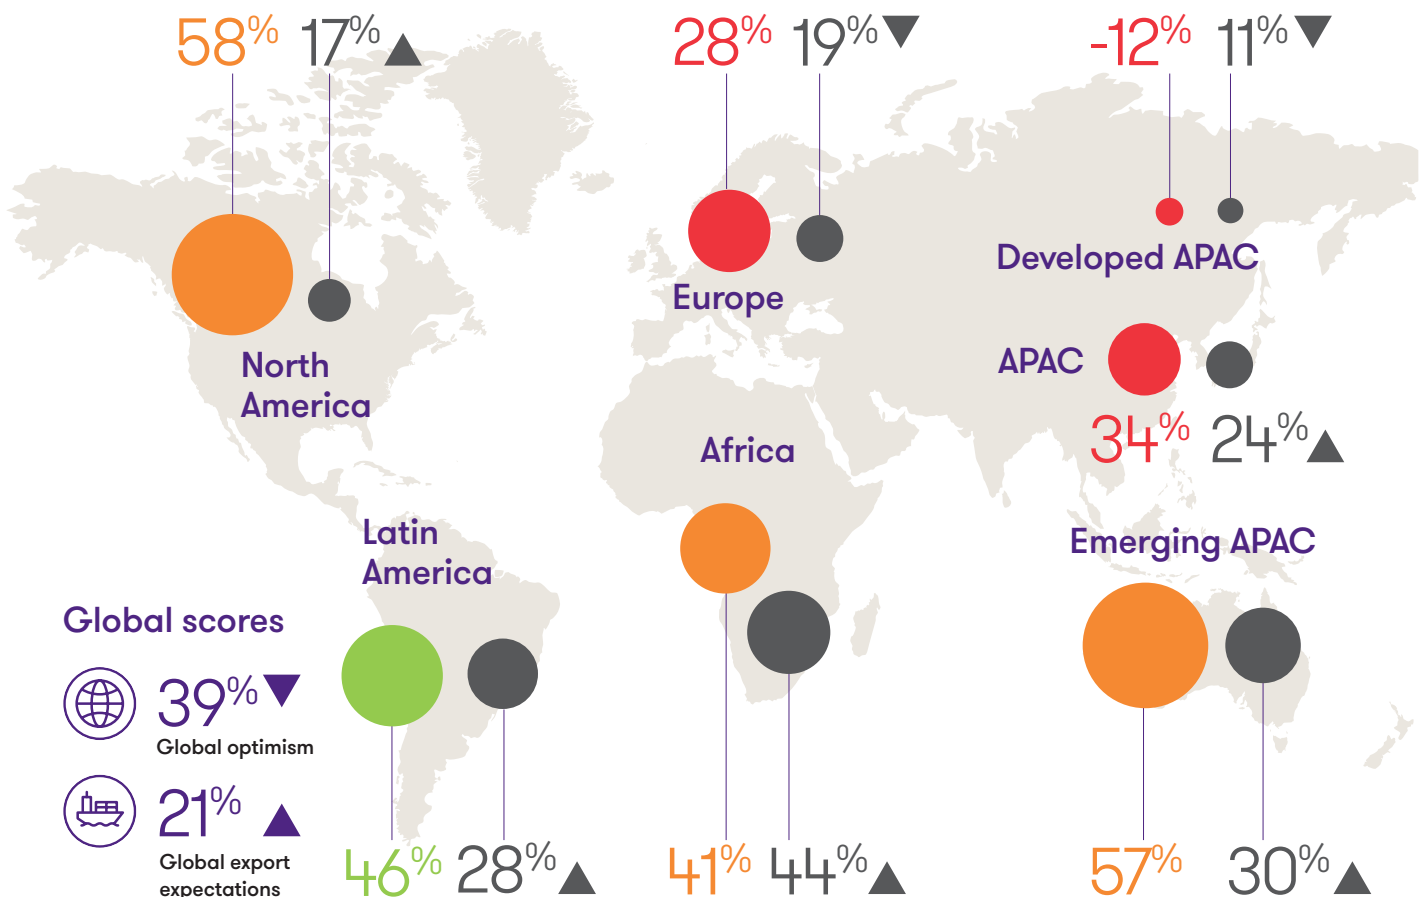 58% 17% ▲
28% 19% ▼
-12% 11% ▼
Developed APAC
Europe
North
America
APAC
34% 24% ▲
Africa
Latin
America
Emerging APAC
Global scores
39% ▼
Global optimism
21% ▲
Global export
expectations
46% 28% ▲
41% 44% ▲
57% 30% ▲